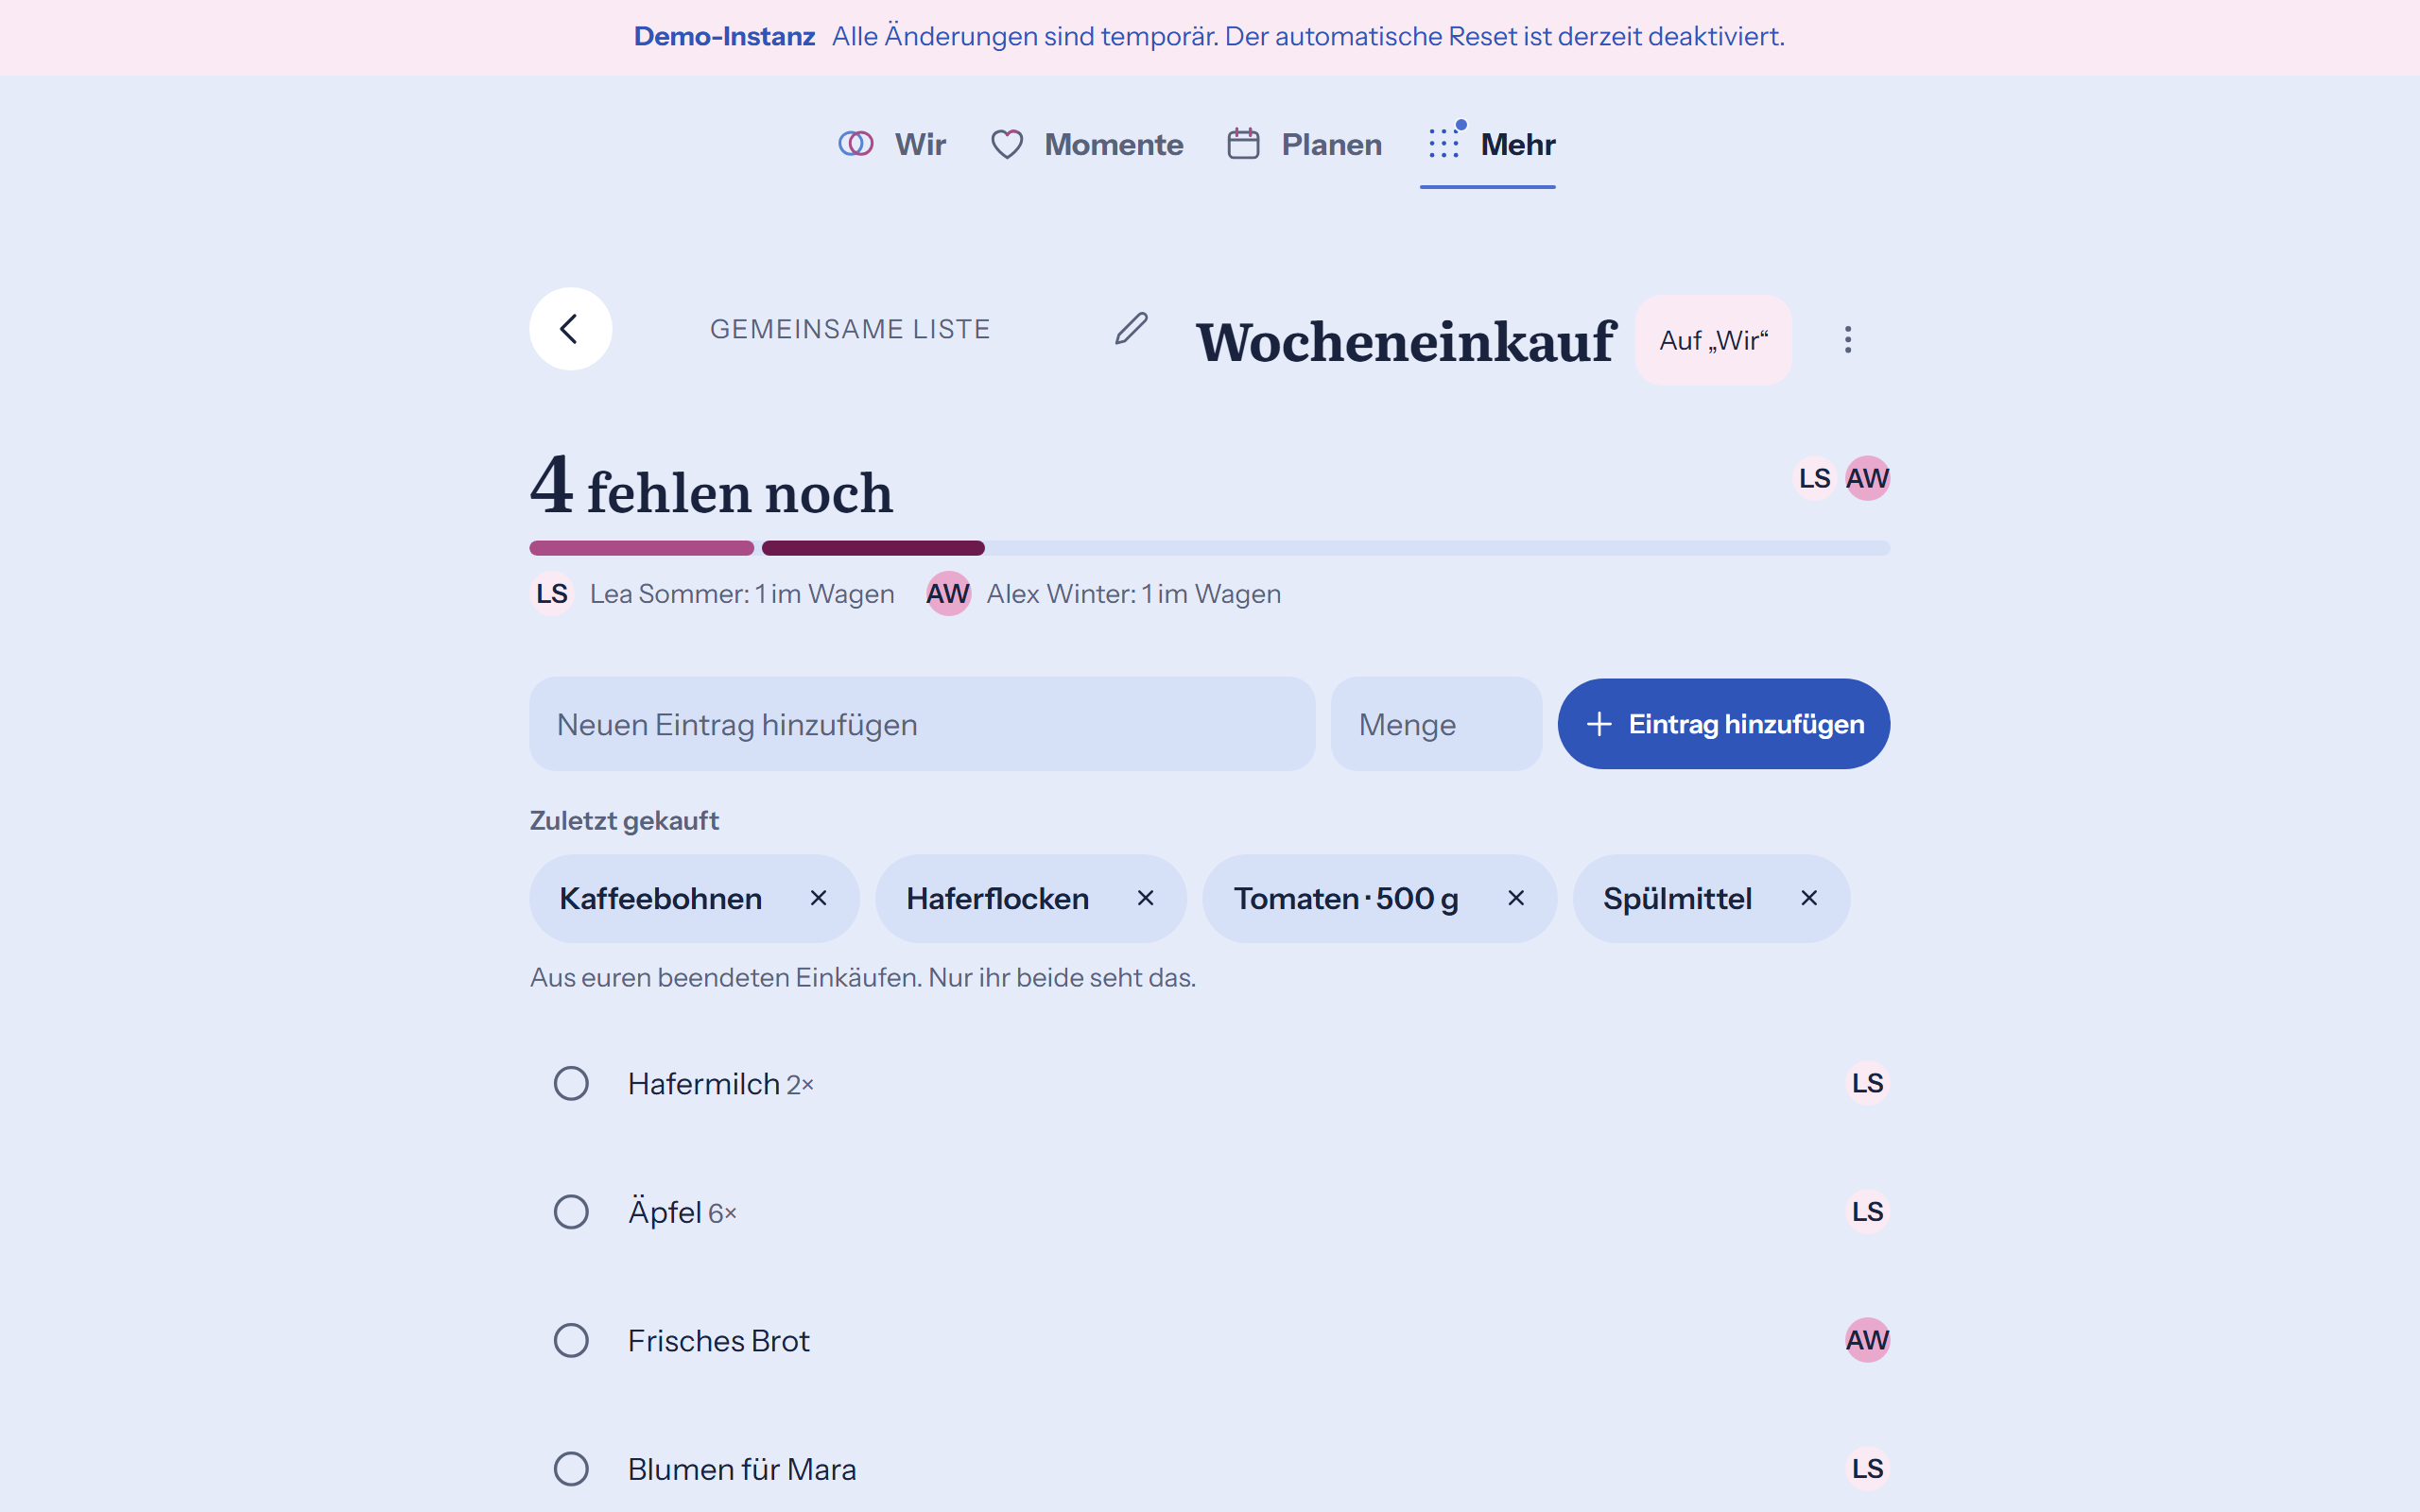 Demo-Instanz Alle Änderungen sind temporär. Der automatische Reset ist derzeit deaktiviert.
Wir Momente Planen Mehr
GEMEINSAME LISTE Wocheneinkauf Auf „Wir“
4 fehlen noch LS AW
LS Lea Sommer: 1 im Wagen AW Alex Winter: 1 im Wagen
Neuen Eintrag hinzufügen Menge Eintrag hinzufügen
Zuletzt gekauft
Kaffeebohnen × Haferflocken × Tomaten · 500 g × Spülmittel ×
Aus euren beendeten Einkäufen. Nur ihr beide seht das.
Hafermilch 2× LS
Äpfel 6× LS
Frisches Brot AW
Blumen für Mara LS